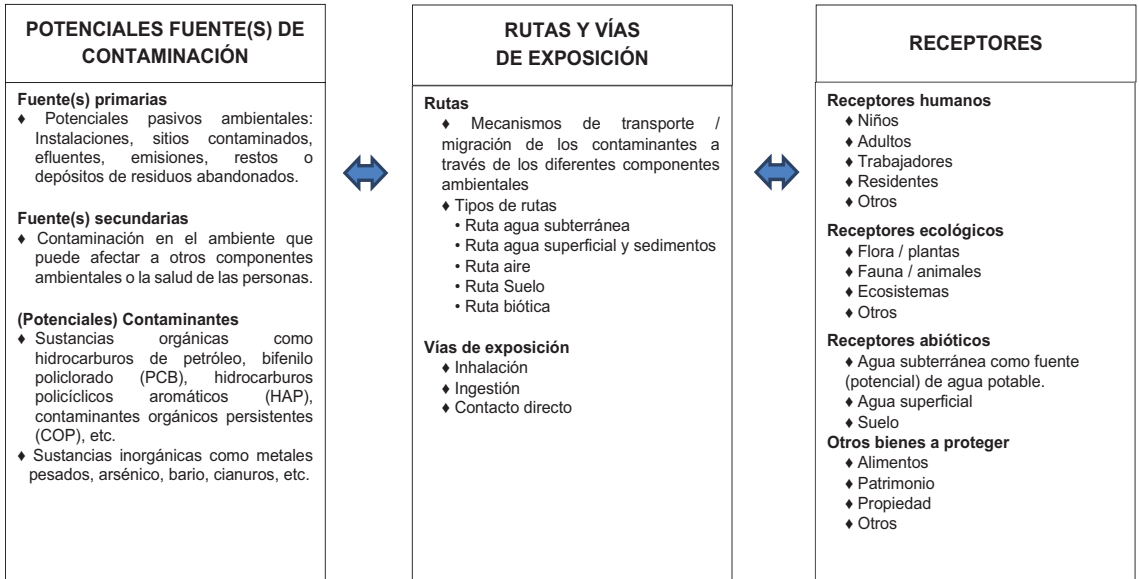 POTENCIALES FUENTE(S) DE
CONTAMINACIÓN
Fuente(s) primarias
♦ Potenciales pasivos ambientales:
Instalaciones, sitios contaminados,
efluentes, emisiones, restos o
depósitos de residuos abandonados.
Fuente(s) secundarias
♦ Contaminación en el ambiente que
puede afectar a otros componentes
ambientales o la salud de las personas.
(Potenciales) Contaminantes
♦ Sustancias orgánicas como
hidrocarburos de petróleo, bifenilo
policlorado (PCB), hidrocarburos
policíclicos aromáticos (HAP),
contaminantes orgánicos persistentes
(COP), etc.
♦ Sustancias inorgánicas como metales
pesados, arsénico, bario, cianuros, etc.
RUTAS Y VÍAS
DE EXPOSICIÓN
Rutas
♦ Mecanismos de transporte /
migración de los contaminantes a
través de los diferentes componentes
ambientales
♦ Tipos de rutas
• Ruta agua subterránea
• Ruta agua superficial y sedimentos
• Ruta aire
• Ruta Suelo
• Ruta biótica
Vías de exposición
♦ Inhalación
♦ Ingestión
♦ Contacto directo
RECEPTORES
Receptores humanos
♦ Niños
♦ Adultos
♦ Trabajadores
♦ Residentes
♦ Otros
Receptores ecológicos
♦ Flora / plantas
♦ Fauna / animales
♦ Ecosistemas
♦ Otros
Receptores abióticos
♦ Agua subterránea como fuente
(potencial) de agua potable.
♦ Agua superficial
♦ Suelo
Otros bienes a proteger
♦ Alimentos
♦ Patrimonio
♦ Propiedad
♦ Otros